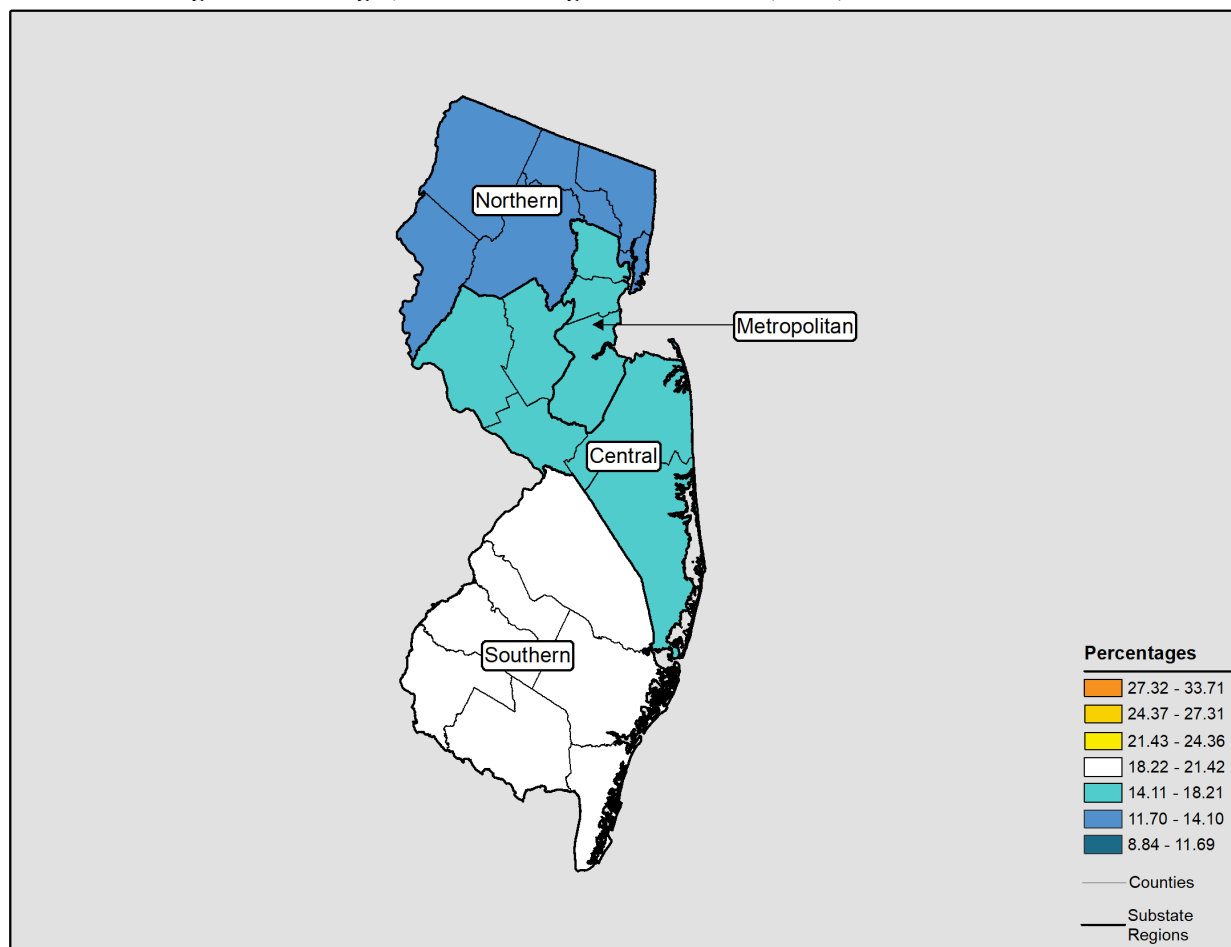 Northern
Metropolitan
Central
Southern
Percentages
27.32 - 33.71
24.37 - 27.31
21.43 - 24.36
18.22 - 21.42
14.11 - 18.21
11.70 - 14.10
8.84 - 11.69
Counties
Substate
Regions